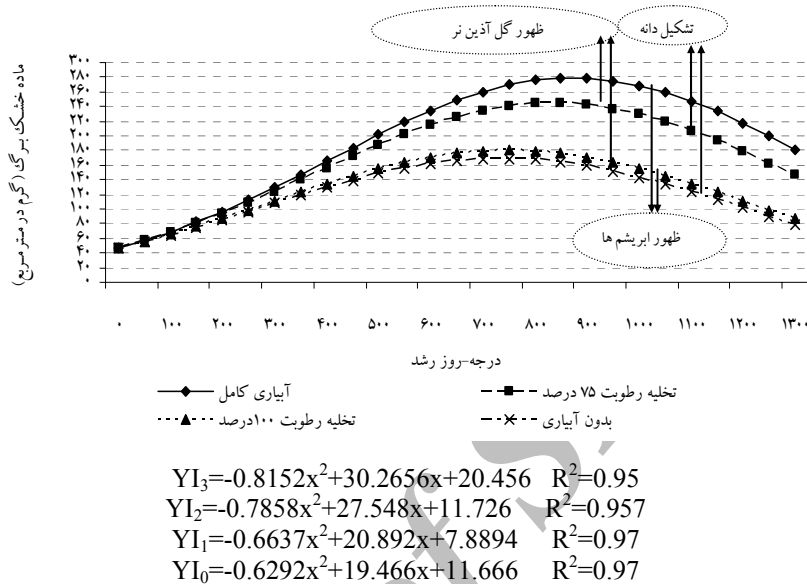 ظهور گل آذین نر
تشکیل دانه
ماده خشک برگ (گرم در متر مربع)
۳۰۰
۲۸۰
۲۶۰
۲۴۰
۲۲۰
۲۰۰
۱۸۰
۱۶۰
۱۴۰
۱۲۰
۱۰۰
۸۰
۶۰
۴۰
۲۰
۰
ظهور ابریشم ها
۰ ۱۰۰ ۲۰۰ ۳۰۰ ۴۰۰ ۵۰۰ ۶۰۰ ۷۰۰ ۸۰۰ ۹۰۰ ۱۰۰۰ ۱۱۰۰ ۱۲۰۰ ۱۳۰۰
درجه-روز رشد
آبیاری کامل
تخلیه رطوبت ۷۵ درصد
تخلیه رطوبت ۱۰۰درصد
بدون آبیاری
YI₃=-0.8152x²+30.2656x+20.456 R²=0.95
YI₂=-0.7858x²+27.548x+11.726 R²=0.957
YI₁=-0.6637x²+20.892x+7.8894 R²=0.97
YI₀=-0.6292x²+19.466x+11.666 R²=0.97